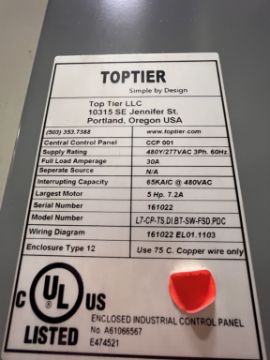 TOPTIER
Simple by Design
Top Tier LLC
10315 SE Jennifer St.
Portland, Oregon USA
(503) 353.7388 www.toptier.com
Central Control Panel CCP 001
Supply Rating 480Y/277VAC 3Ph. 60Hz
Full Load Amperage 30A
Seperate Source N/A
Interrupting Capacity 65KAIC @ 480VAC
Largest Motor 5 Hp. 7.2A
Serial Number 161022
Model Number L7-CP-TS.DI.BT-SW-FSD.PDC
Wiring Diagram 161022 EL01.1103
Enclosure Type 12 Use 75 C. Copper wire only
C UL US
LISTED
ENCLOSED INDUSTRIAL CONTROL PANEL
No. A61066567
E474521